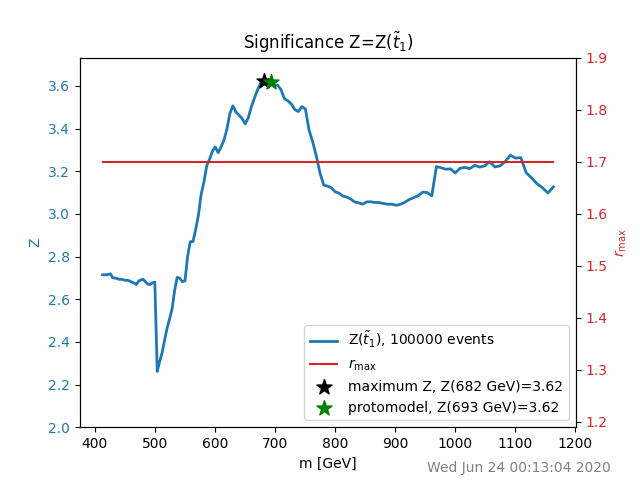 Significance Z=Z(t̃₁)
3.6
3.4
3.2
3.0
2.8
2.6
2.4
2.2
2.0
Z
1.9
1.8
1.7
1.6
1.5
1.4
1.3
1.2
r_max
Z(t̃₁), 100000 events
r_max
maximum Z, Z(682 GeV)=3.62
protomodel, Z(693 GeV)=3.62
400 500 600 700 800 900 1000 1100 1200
m [GeV]
Wed Jun 24 00:13:04 2020